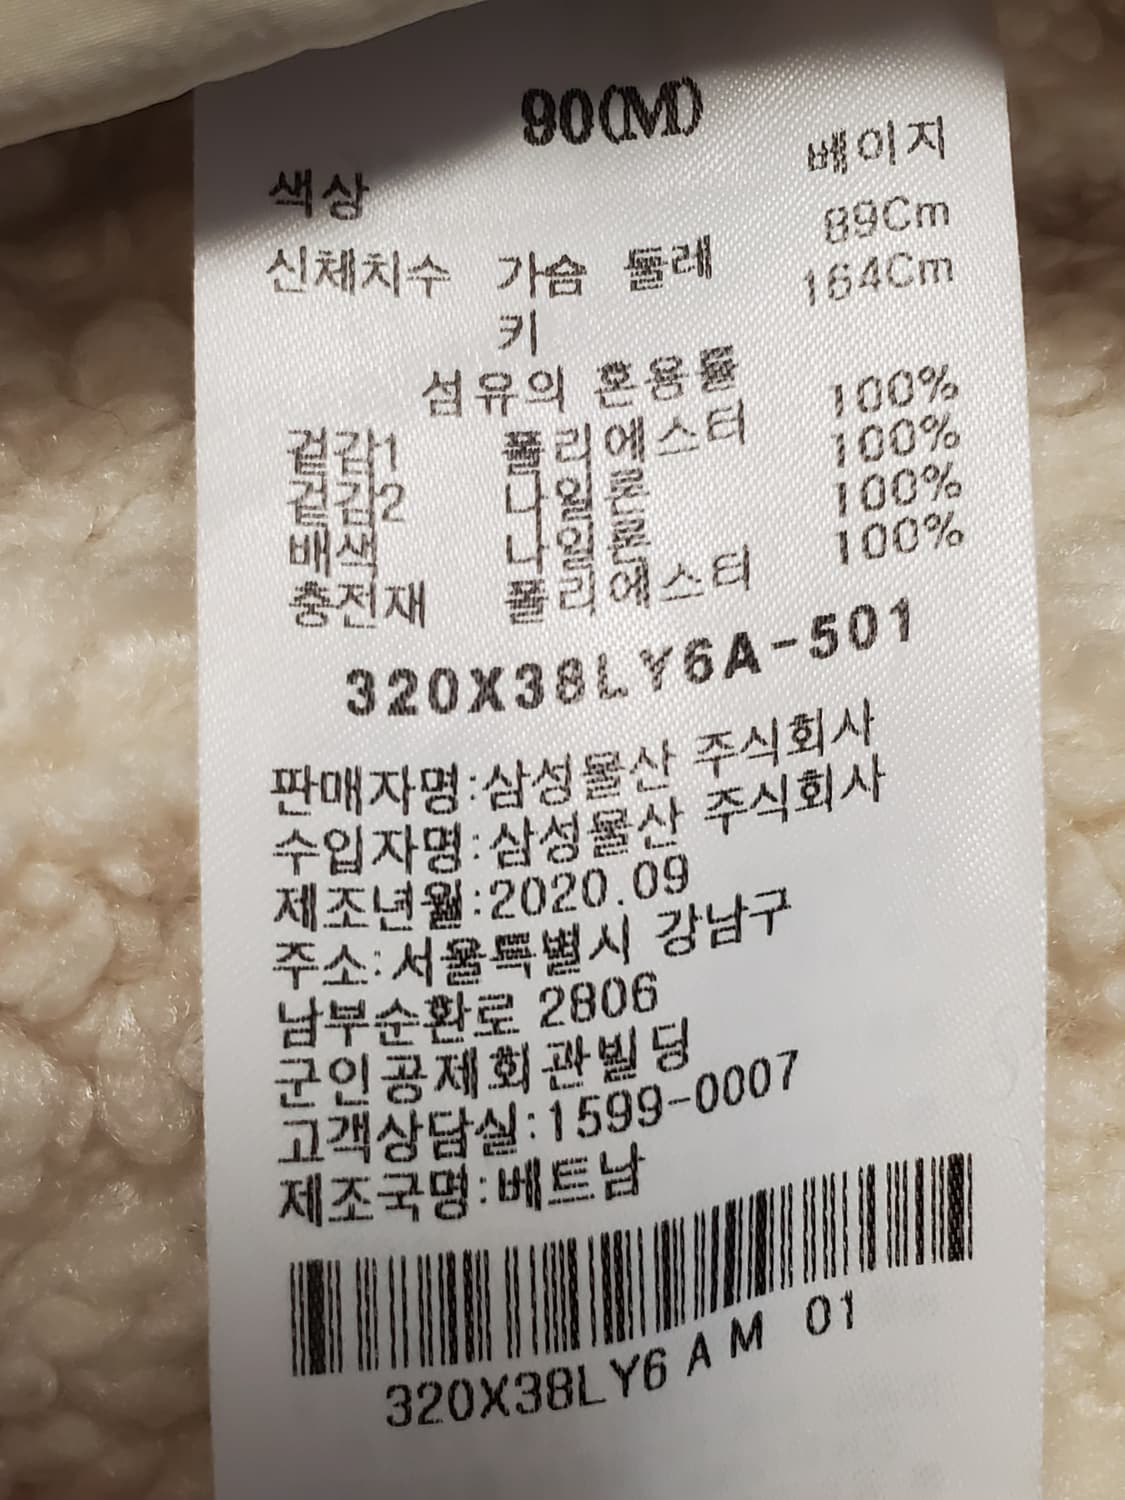 90(M)
색상 베이지
신체치수 가슴 둘레 89Cm
키 164Cm
섬유의 혼용률
겉감1 폴리에스터 100%
겉감2 나일론 100%
배색 나일론 100%
충전재 폴리에스터 100%
320X38LY6A-501
판매자명:삼성물산 주식회사
수입자명:삼성물산 주식회사
제조년월:2020.09
주소:서울특별시 강남구
남부순환로 2806
군인공제회관빌딩
고객상담실:1599-0007
제조국명:베트남
320X38LY6 A M 01